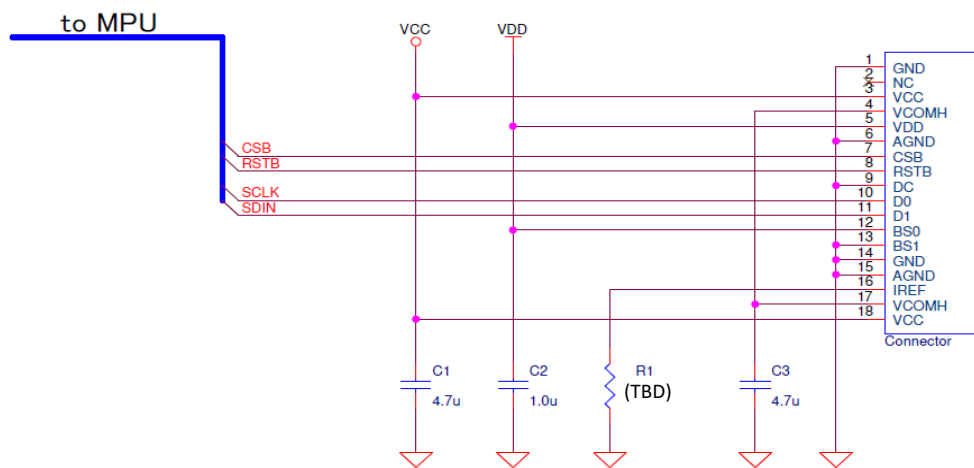 to MPU
VCC
VDD
1 GND
2 NC
3 VCC
4 VCOMH
5 VDD
6 AGND
7 CSB
8 RSTB
9 DC
10 D0
11 D1
12 BS0
13 BS1
14 GND
15 AGND
16 IREF
17 VCOMH
18 VCC
Connector
CSB
RSTB
SCLK
SDIN
C1
4.7u
C2
1.0u
R1
(TBD)
C3
4.7u